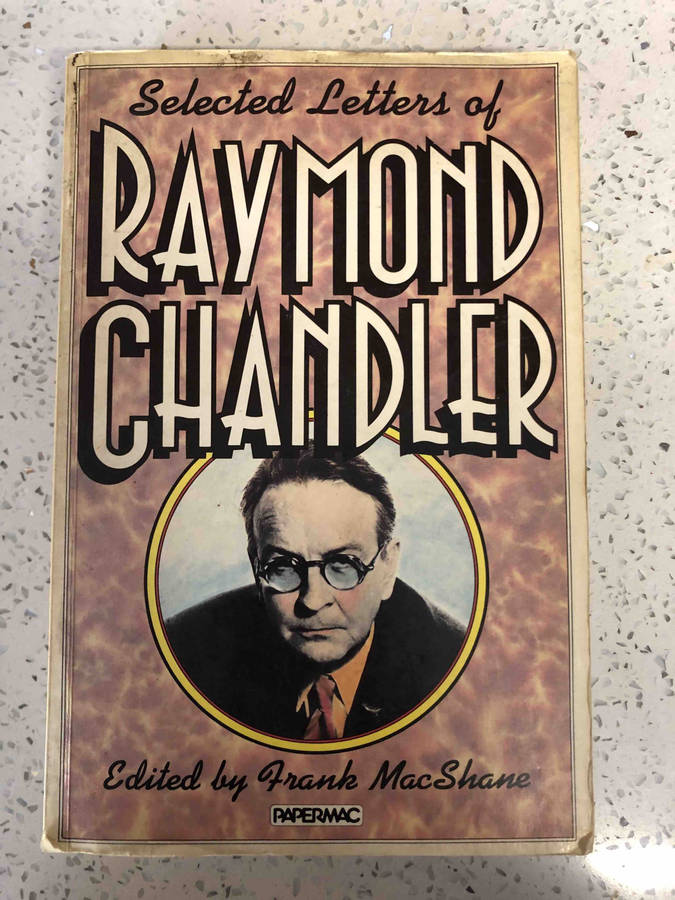 Selected Letters of
RAYMOND
CHANDLER
Edited by Frank MacShane
PAPERMAC